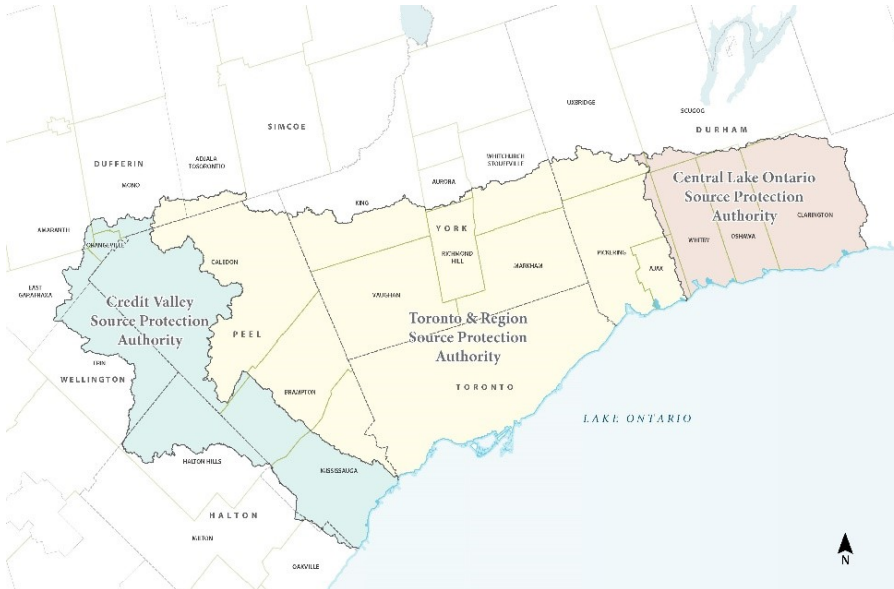 UXBRIDGE
SCUGOG
DURHAM
SIMCOE
DUFFERIN
MONO
ADJALA
TOSORONTIO
WHITCHURCH
STOUFFVILLE
AURORA
KING
Central Lake Ontario
Source Protection
Authority
CLARINGTON
OSHAWA
WHITBY
AMARANTH
ORANGEVILLE
YORK
RICHMOND
HILL
MARKHAM
PICKERING
AJAX
CALEDON
EAST
GARAFRAXA
VAUGHAN
Credit Valley
Source Protection
Authority
PEEL
Toronto & Region
Source Protection
Authority
ERIN
WELLINGTON
BRAMPTON
TORONTO
LAKE ONTARIO
HALTON HILLS
MISSISSAUGA
HALTON
MILTON
OAKVILLE
N